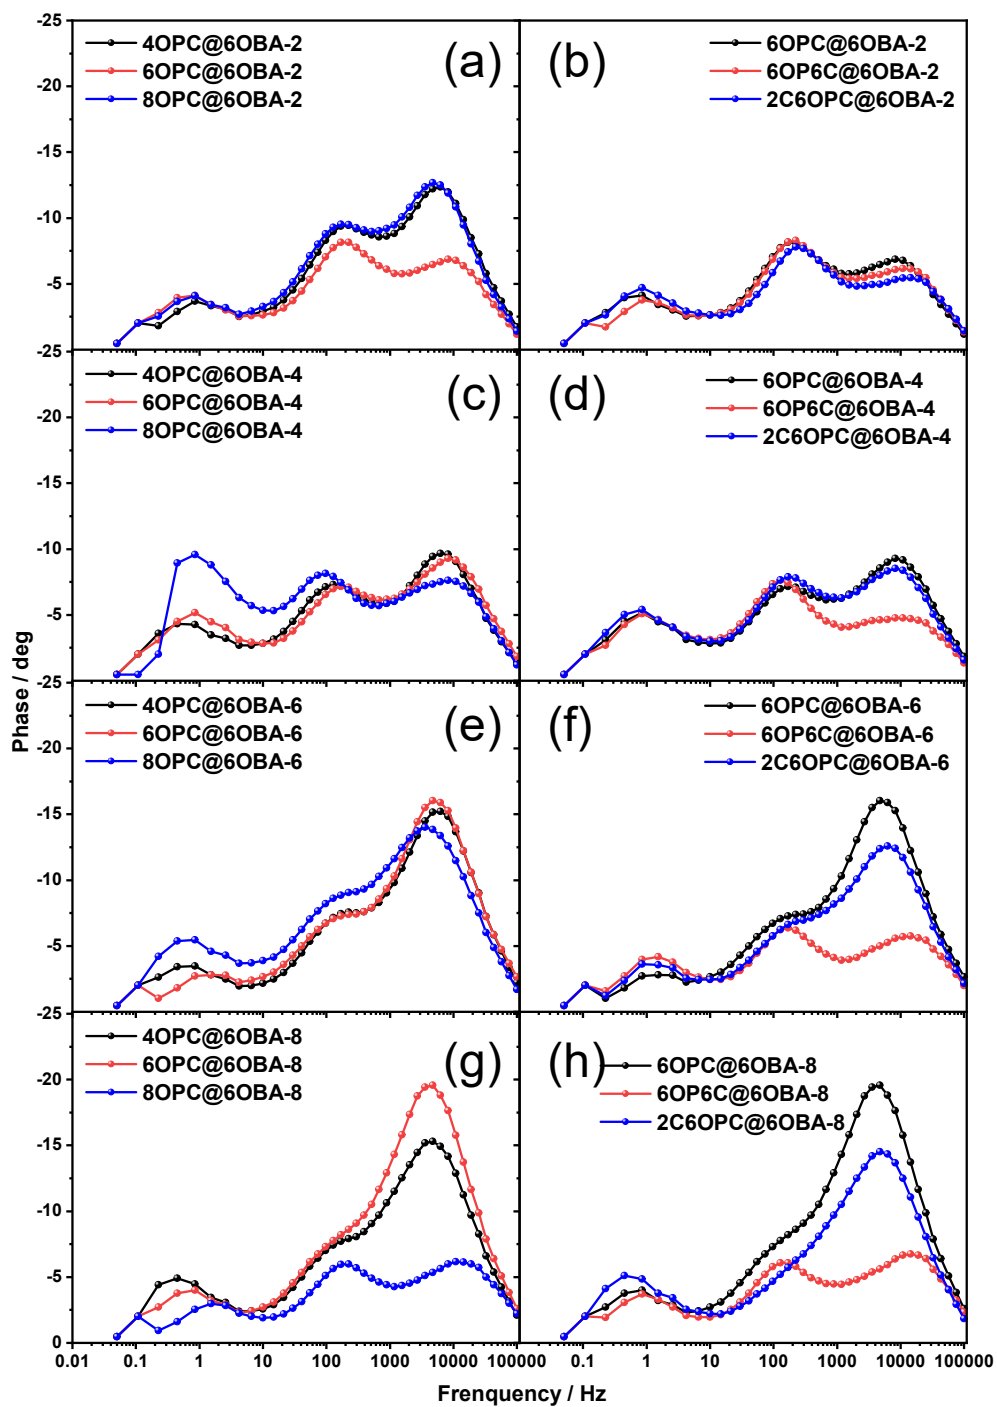 -25
-20
-15
-10
-5
4OPC@6OBA-2
6OPC@6OBA-2
8OPC@6OBA-2
(a)
(b)
6OPC@6OBA-2
6OP6C@6OBA-2
2C6OPC@6OBA-2
-25
-20
-15
-10
-5
4OPC@6OBA-4
6OPC@6OBA-4
8OPC@6OBA-4
(c)
(d)
6OPC@6OBA-4
6OP6C@6OBA-4
2C6OPC@6OBA-4
Phase / deg
-25
-20
-15
-10
-5
4OPC@6OBA-6
6OPC@6OBA-6
8OPC@6OBA-6
(e)
(f)
6OPC@6OBA-6
6OP6C@6OBA-6
2C6OPC@6OBA-6
-25
-20
-15
-10
-5
0
4OPC@6OBA-8
6OPC@6OBA-8
8OPC@6OBA-8
(g)
(h)
6OPC@6OBA-8
6OP6C@6OBA-8
2C6OPC@6OBA-8
0.01 0.1 1 10 100 1000 10000 0.1 1 10 100 1000 10000 100000
Frenquency / Hz